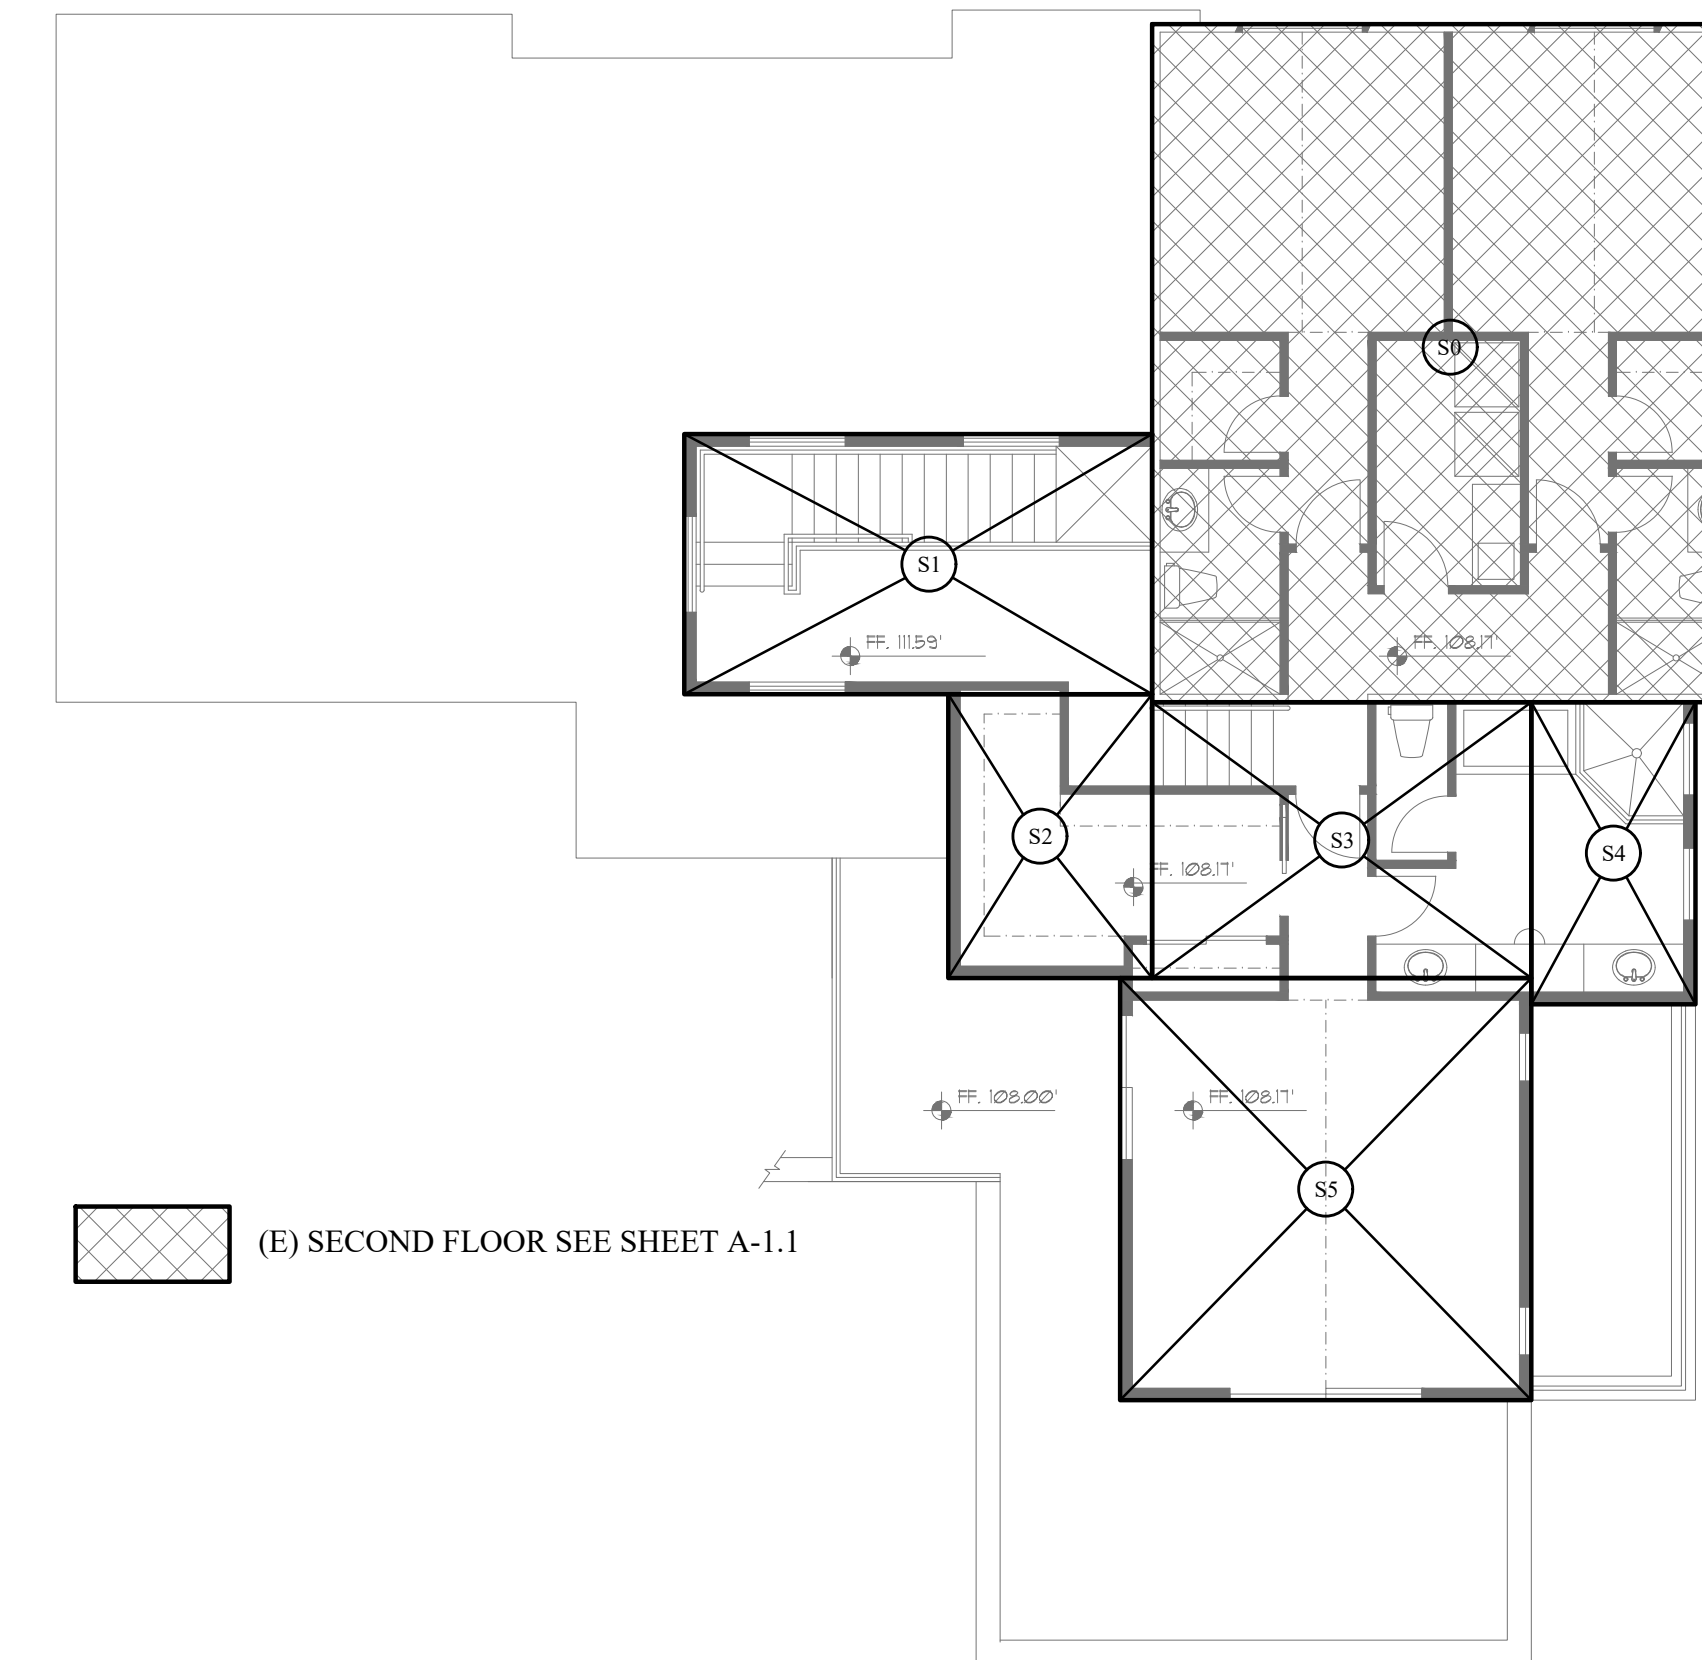 S0
S1
FF. 111.59'
FF. 108.17'
S2
S3
S4
FF. 108.17'
FF. 108.00'
FF. 108.17'
S5
(E) SECOND FLOOR SEE SHEET A-1.1